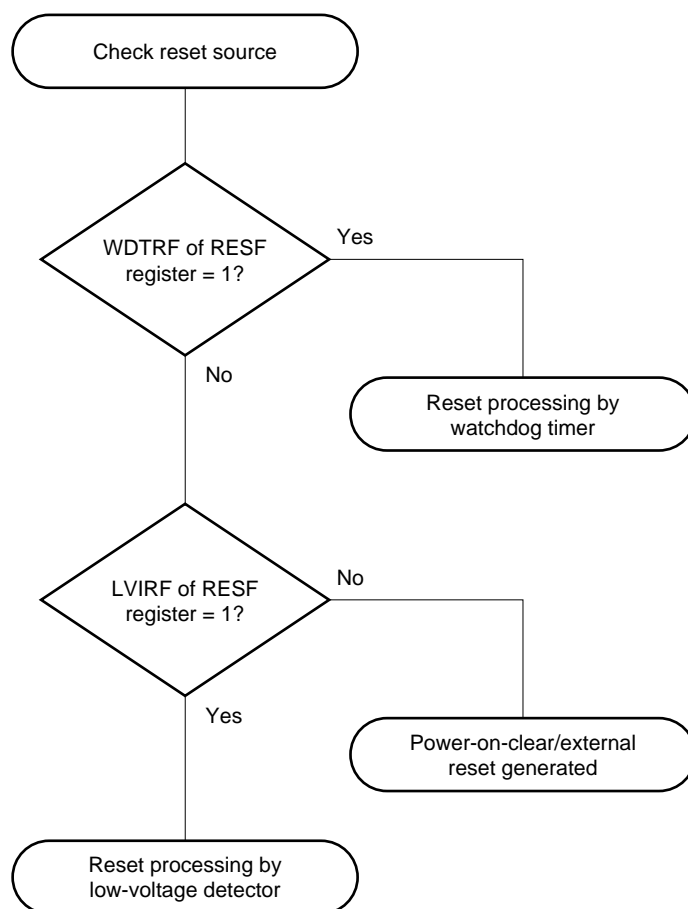 Check reset source
WDTRF of RESF
register = 1?
Yes
No
Reset processing by
watchdog timer
LVIRF of RESF
register = 1?
No
Yes
Power-on-clear/external
reset generated
Reset processing by
low-voltage detector